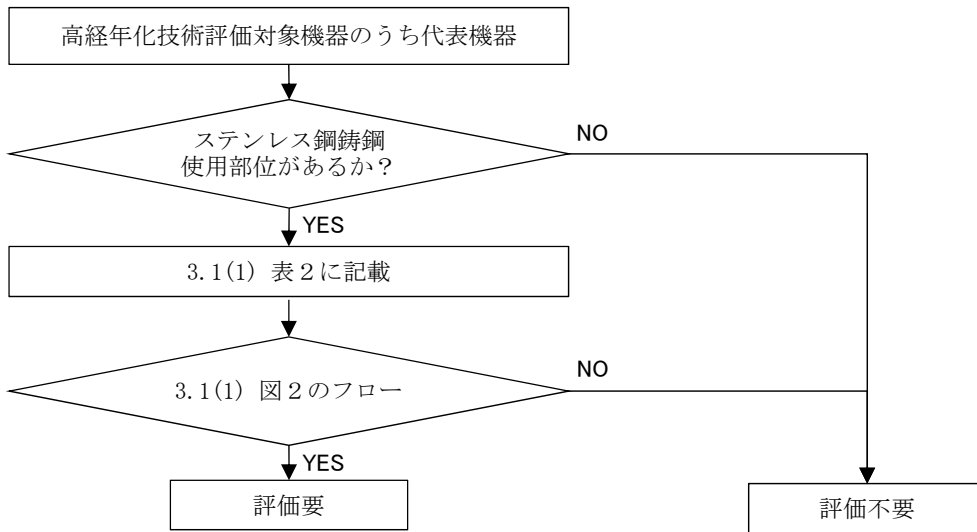 高経年化技術評価対象機器のうち代表機器
ステンレス鋼鋳鋼
使用部位があるか？
NO
YES
3.1(1) 表２に記載
3.1(1) 図２のフロー
NO
YES
評価要
評価不要